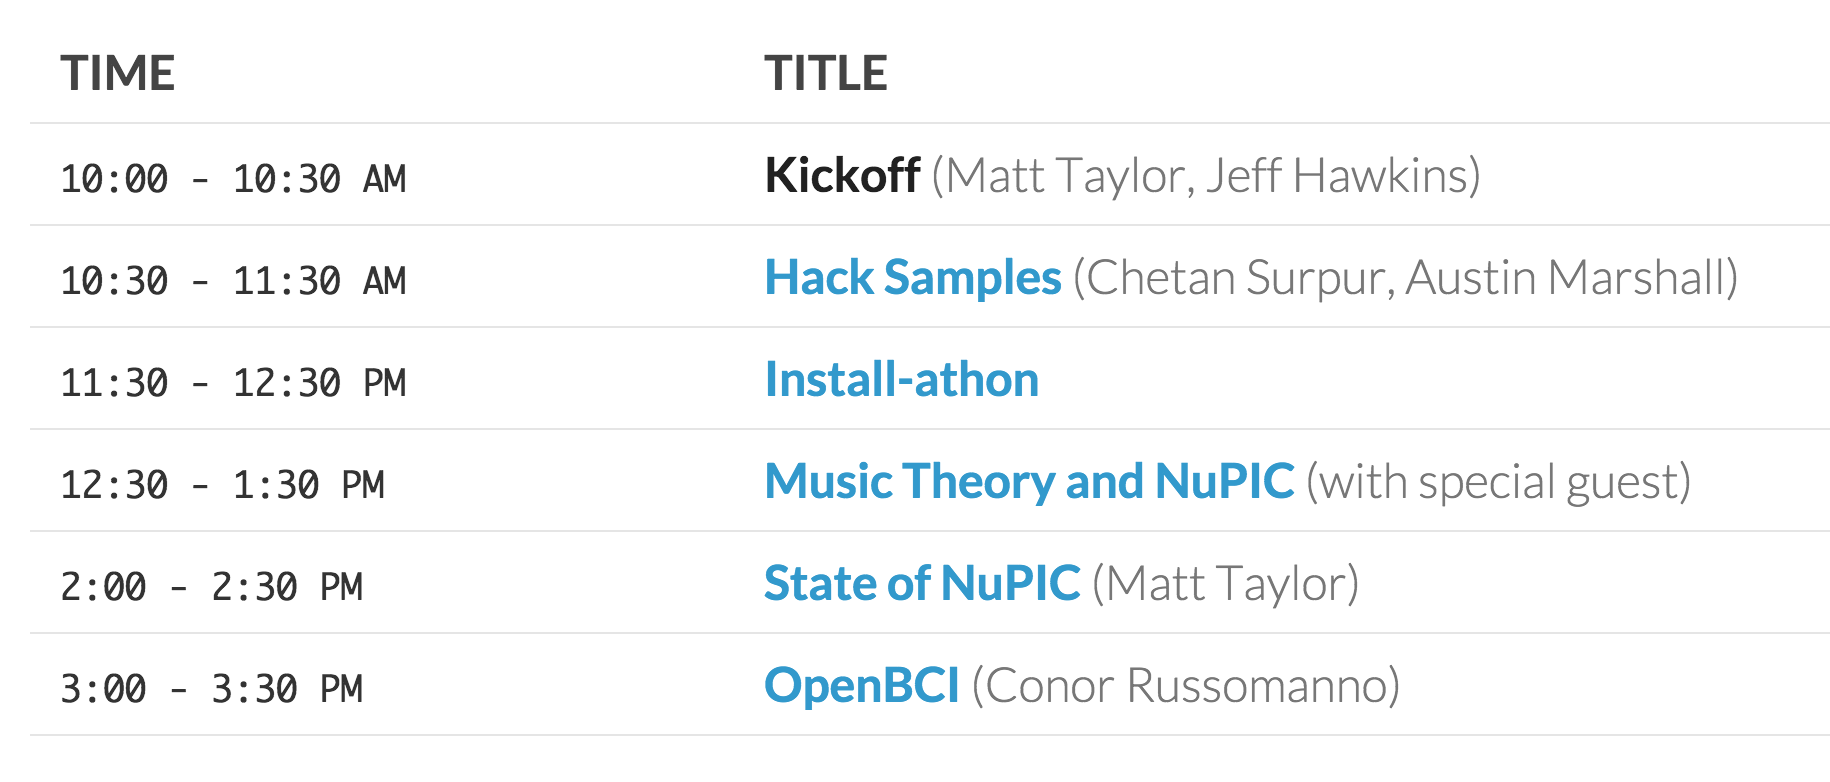 TIME TITLE
10:00 - 10:30 AM Kickoff (Matt Taylor, Jeff Hawkins)
10:30 - 11:30 AM Hack Samples (Chetan Surpur, Austin Marshall)
11:30 - 12:30 PM Install-athon
12:30 - 1:30 PM Music Theory and NuPIC (with special guest)
2:00 - 2:30 PM State of NuPIC (Matt Taylor)
3:00 - 3:30 PM OpenBCI (Conor Russomanno)